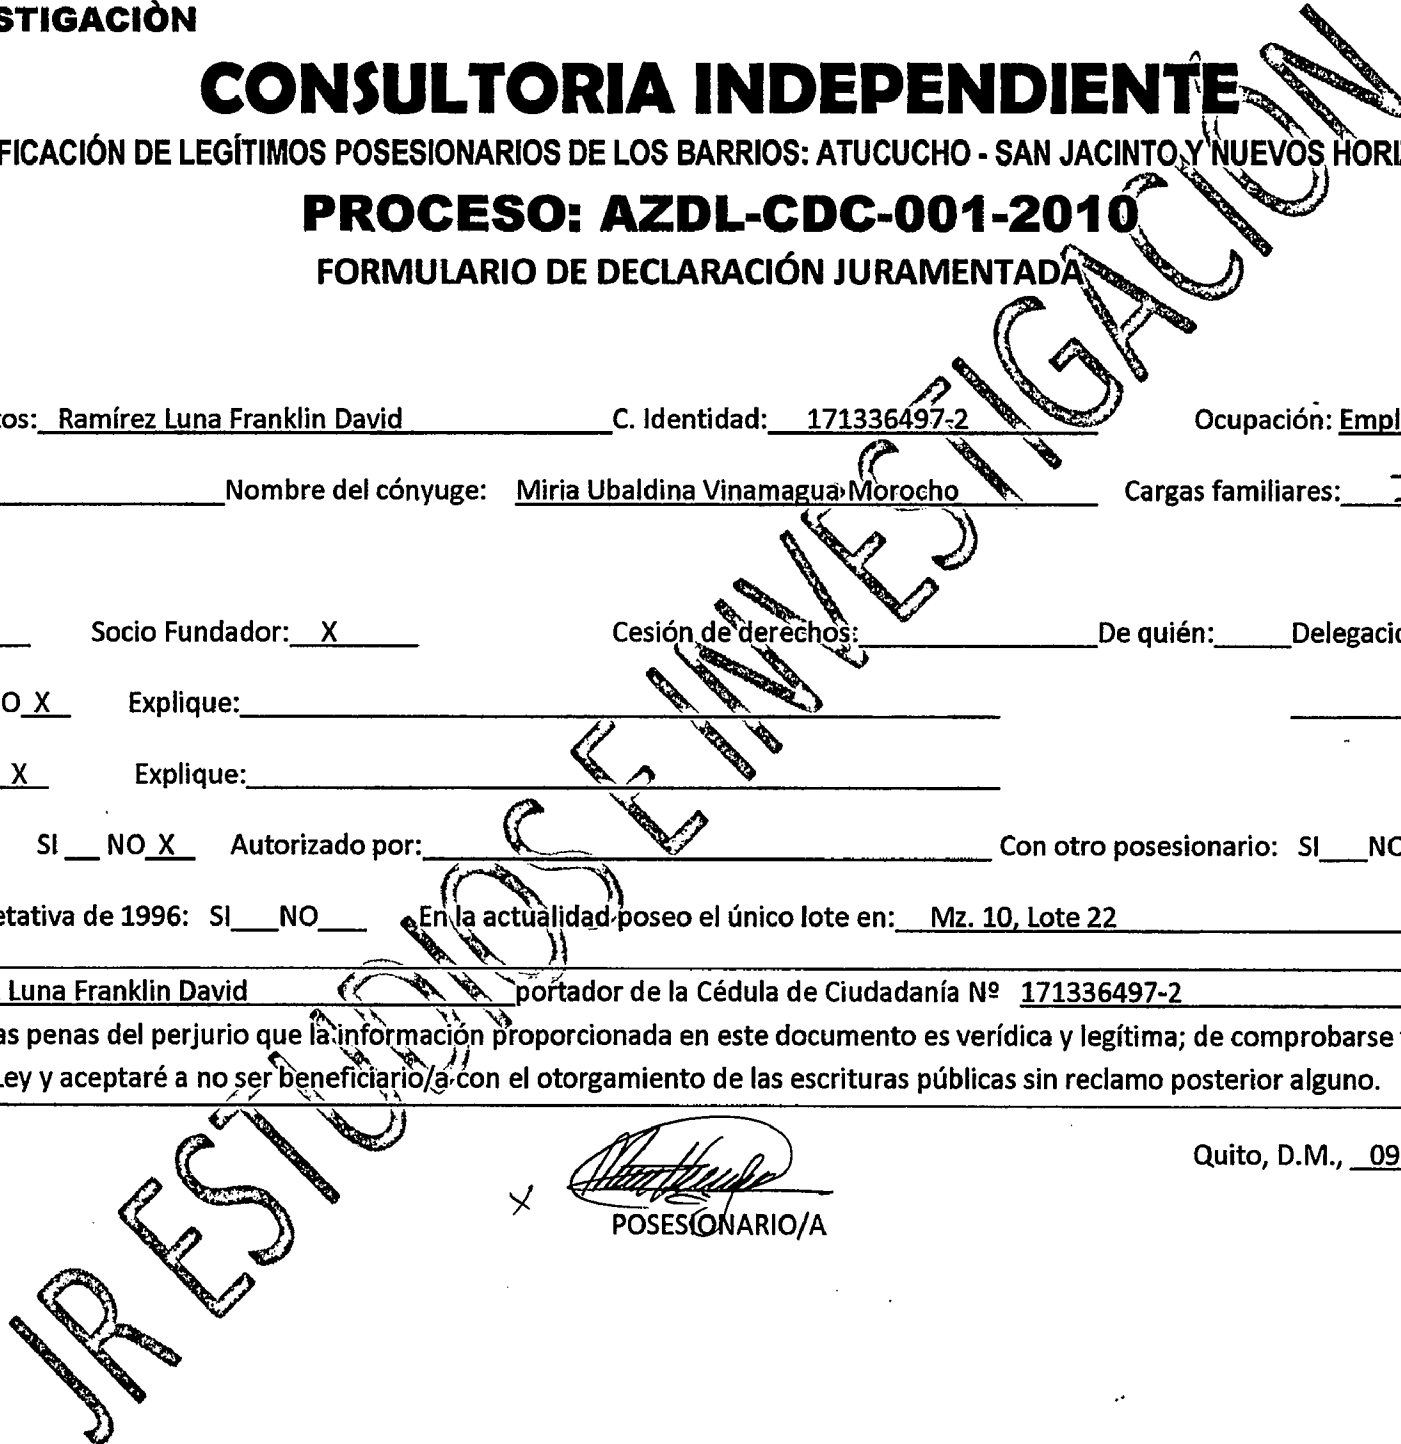 STIGACIÒN
CONSULTORIA INDEPENDIENTE
FICACIÓN DE LEGÍTIMOS POSESIONARIOS DE LOS BARRIOS: ATUCUCHO - SAN JACINTO Y NUEVOS HORI
PROCESO: AZDL-CDC-001-2010
FORMULARIO DE DECLARACIÓN JURAMENTADA
tos: Ramírez Luna Franklin David C. Identidad: 171336497-2 Ocupación: Empl
Nombre del cónyuge: Miria Ubaldina Vinamagua Morocho Cargas familiares:
Socio Fundador: X Cesión de derechos: De quién: Delegació
O X Explique:
X Explique:
SI NO X Autorizado por: Con otro posesionario: SI NO
etativa de 1996: SI NO En la actualidad poseo el único lote en: Mz. 10, Lote 22
Luna Franklin David portador de la Cédula de Ciudadanía Nº 171336497-2
as penas del perjurio que la información proporcionada en este documento es verídica y legítima; de comprobarse
Ley y aceptaré a no ser beneficiario/a con el otorgamiento de las escrituras públicas sin reclamo posterior alguno.
Quito, D.M., 09
X
POSESIONARIO/A
JR ESTUDIOS E INVESTIGACION